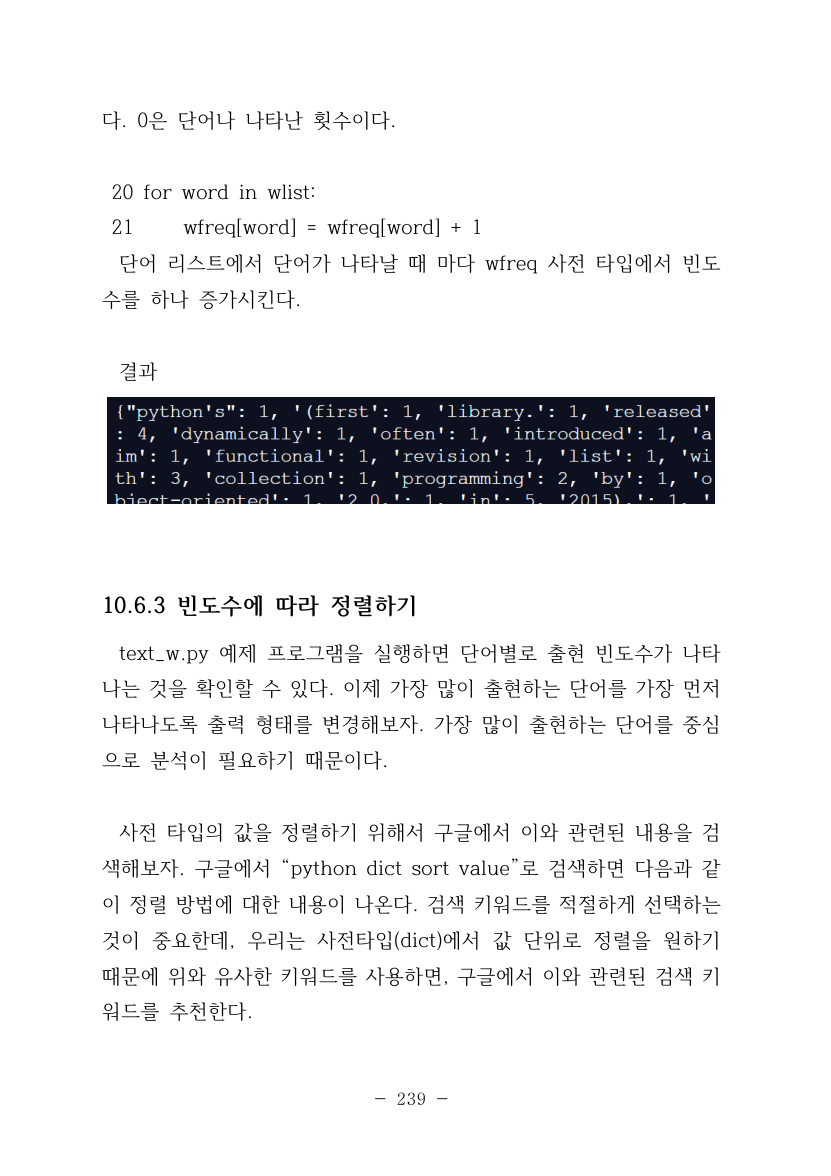 다. 0은 단어나 나타난 횟수이다.
20 for word in wlist:
21 wfreq[word] = wfreq[word] + 1
단어 리스트에서 단어가 나타날 때 마다 wfreq 사전 타입에서 빈도
수를 하나 증가시킨다.
결과
{"python's": 1, '(first': 1, 'library.': 1, 'released'
: 4, 'dynamically': 1, 'often': 1, 'introduced': 1, 'a
im': 1, 'functional': 1, 'revision': 1, 'list': 1, 'wi
th': 3, 'collection': 1, 'programming': 2, 'by': 1, 'o
bject-oriented': 1, '2.0.': 1, 'in': 5, '2015).': 1, '
10.6.3 빈도수에 따라 정렬하기
text_w.py 예제 프로그램을 실행하면 단어별로 출현 빈도수가 나타
나는 것을 확인할 수 있다. 이제 가장 많이 출현하는 단어를 가장 먼저
나타나도록 출력 형태를 변경해보자. 가장 많이 출현하는 단어를 중심
으로 분석이 필요하기 때문이다.
사전 타입의 값을 정렬하기 위해서 구글에서 이와 관련된 내용을 검
색해보자. 구글에서 “python dict sort value”로 검색하면 다음과 같
이 정렬 방법에 대한 내용이 나온다. 검색 키워드를 적절하게 선택하는
것이 중요한데, 우리는 사전타입(dict)에서 값 단위로 정렬을 원하기
때문에 위와 유사한 키워드를 사용하면, 구글에서 이와 관련된 검색 키
워드를 추천한다.
- 239 -